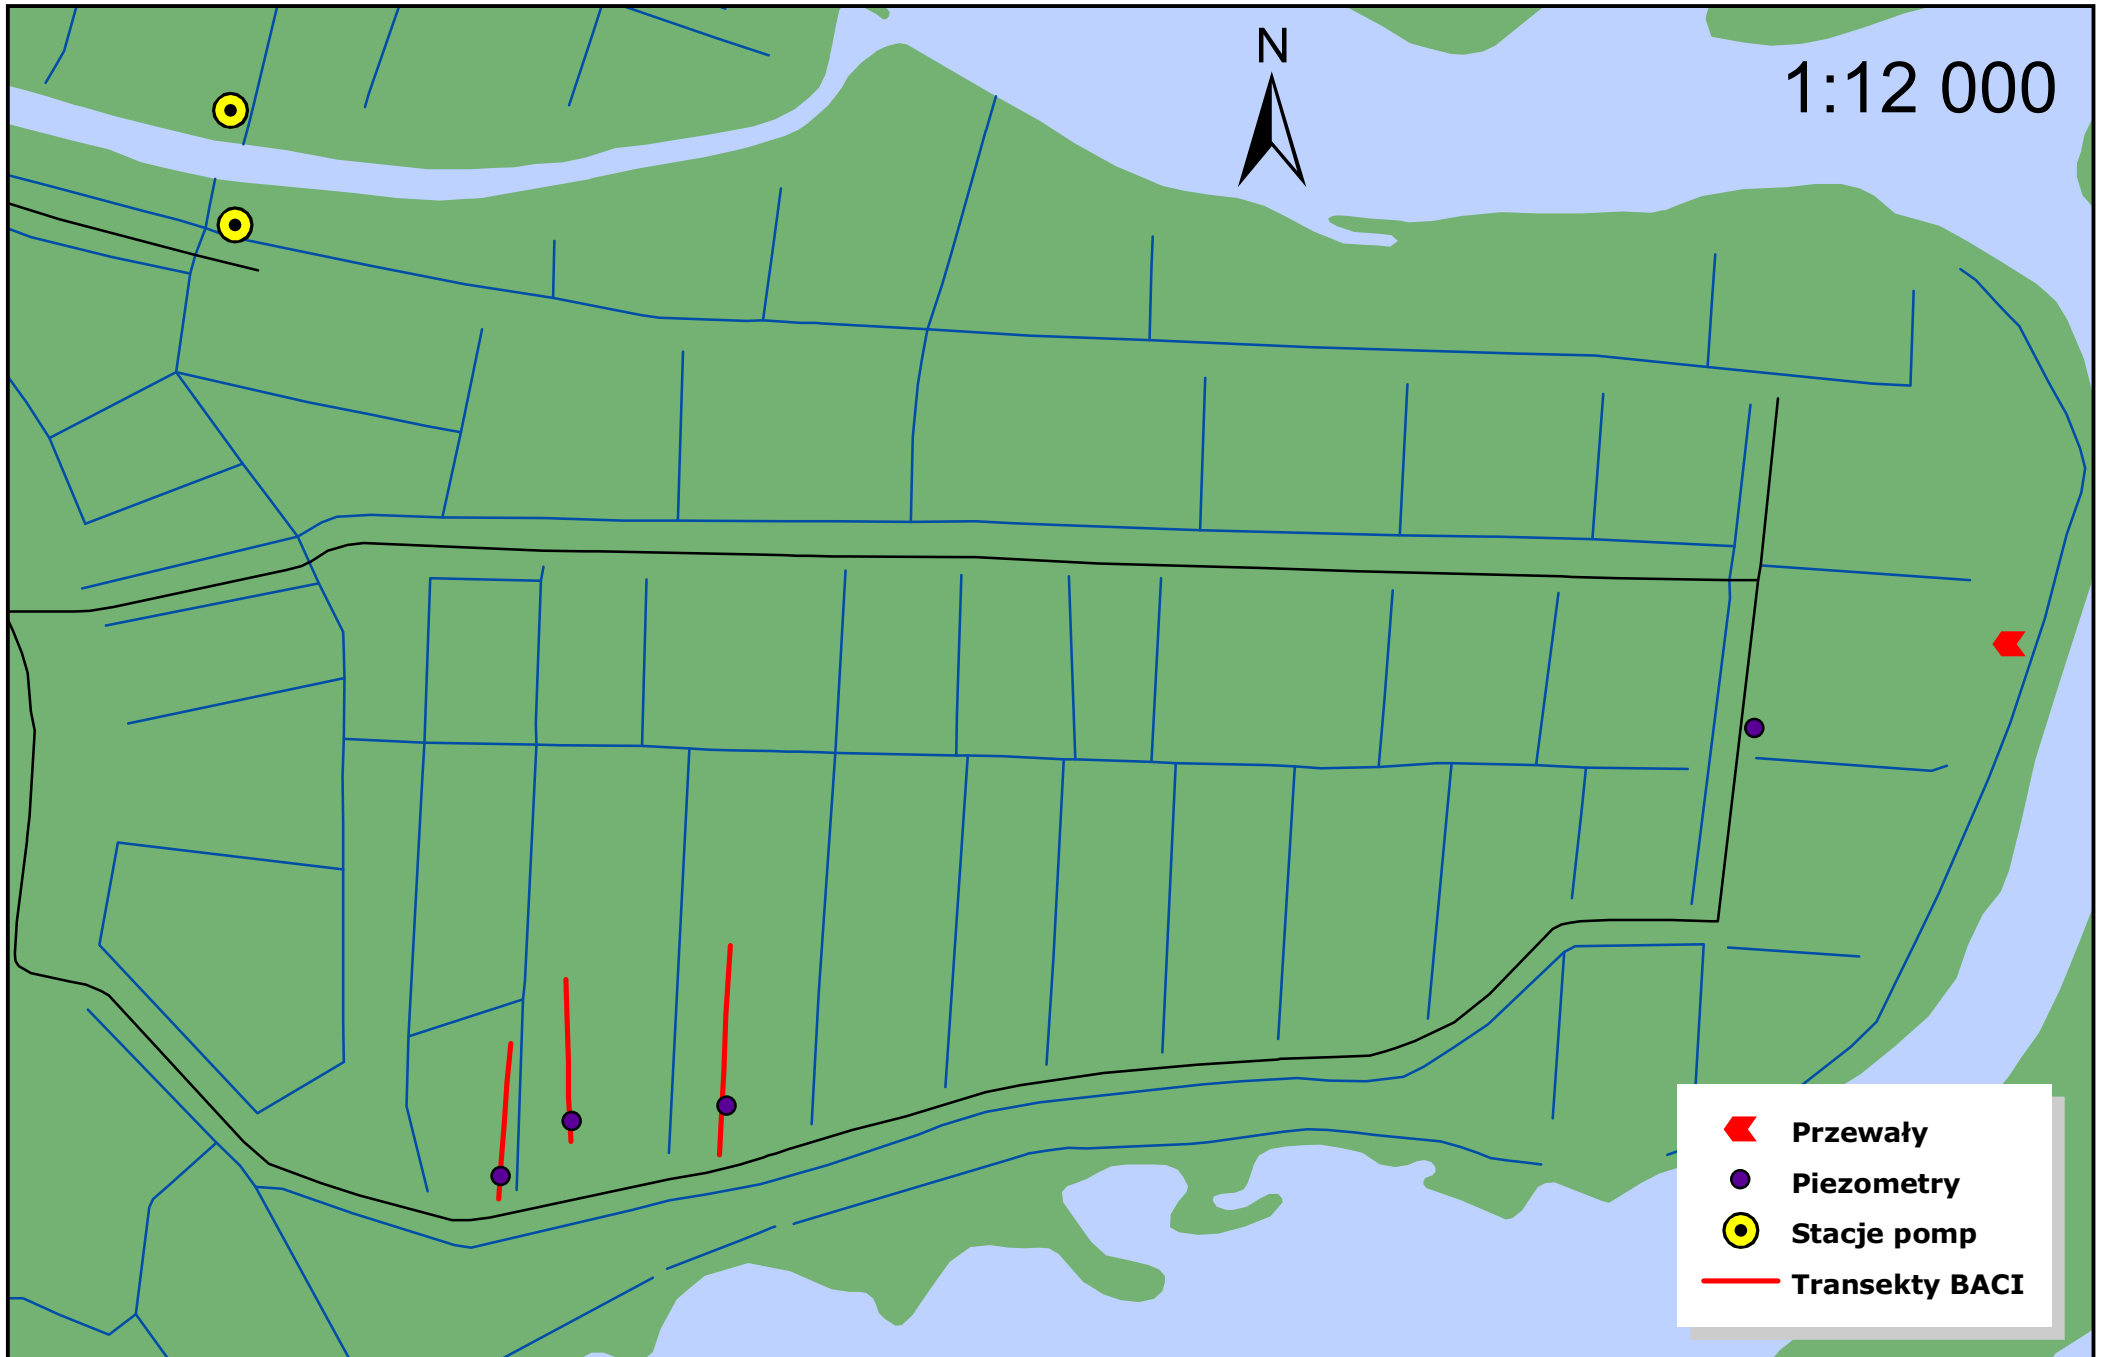 N
1:12 000
Przewały
Piezometry
Stacje pomp
Transekty BACI